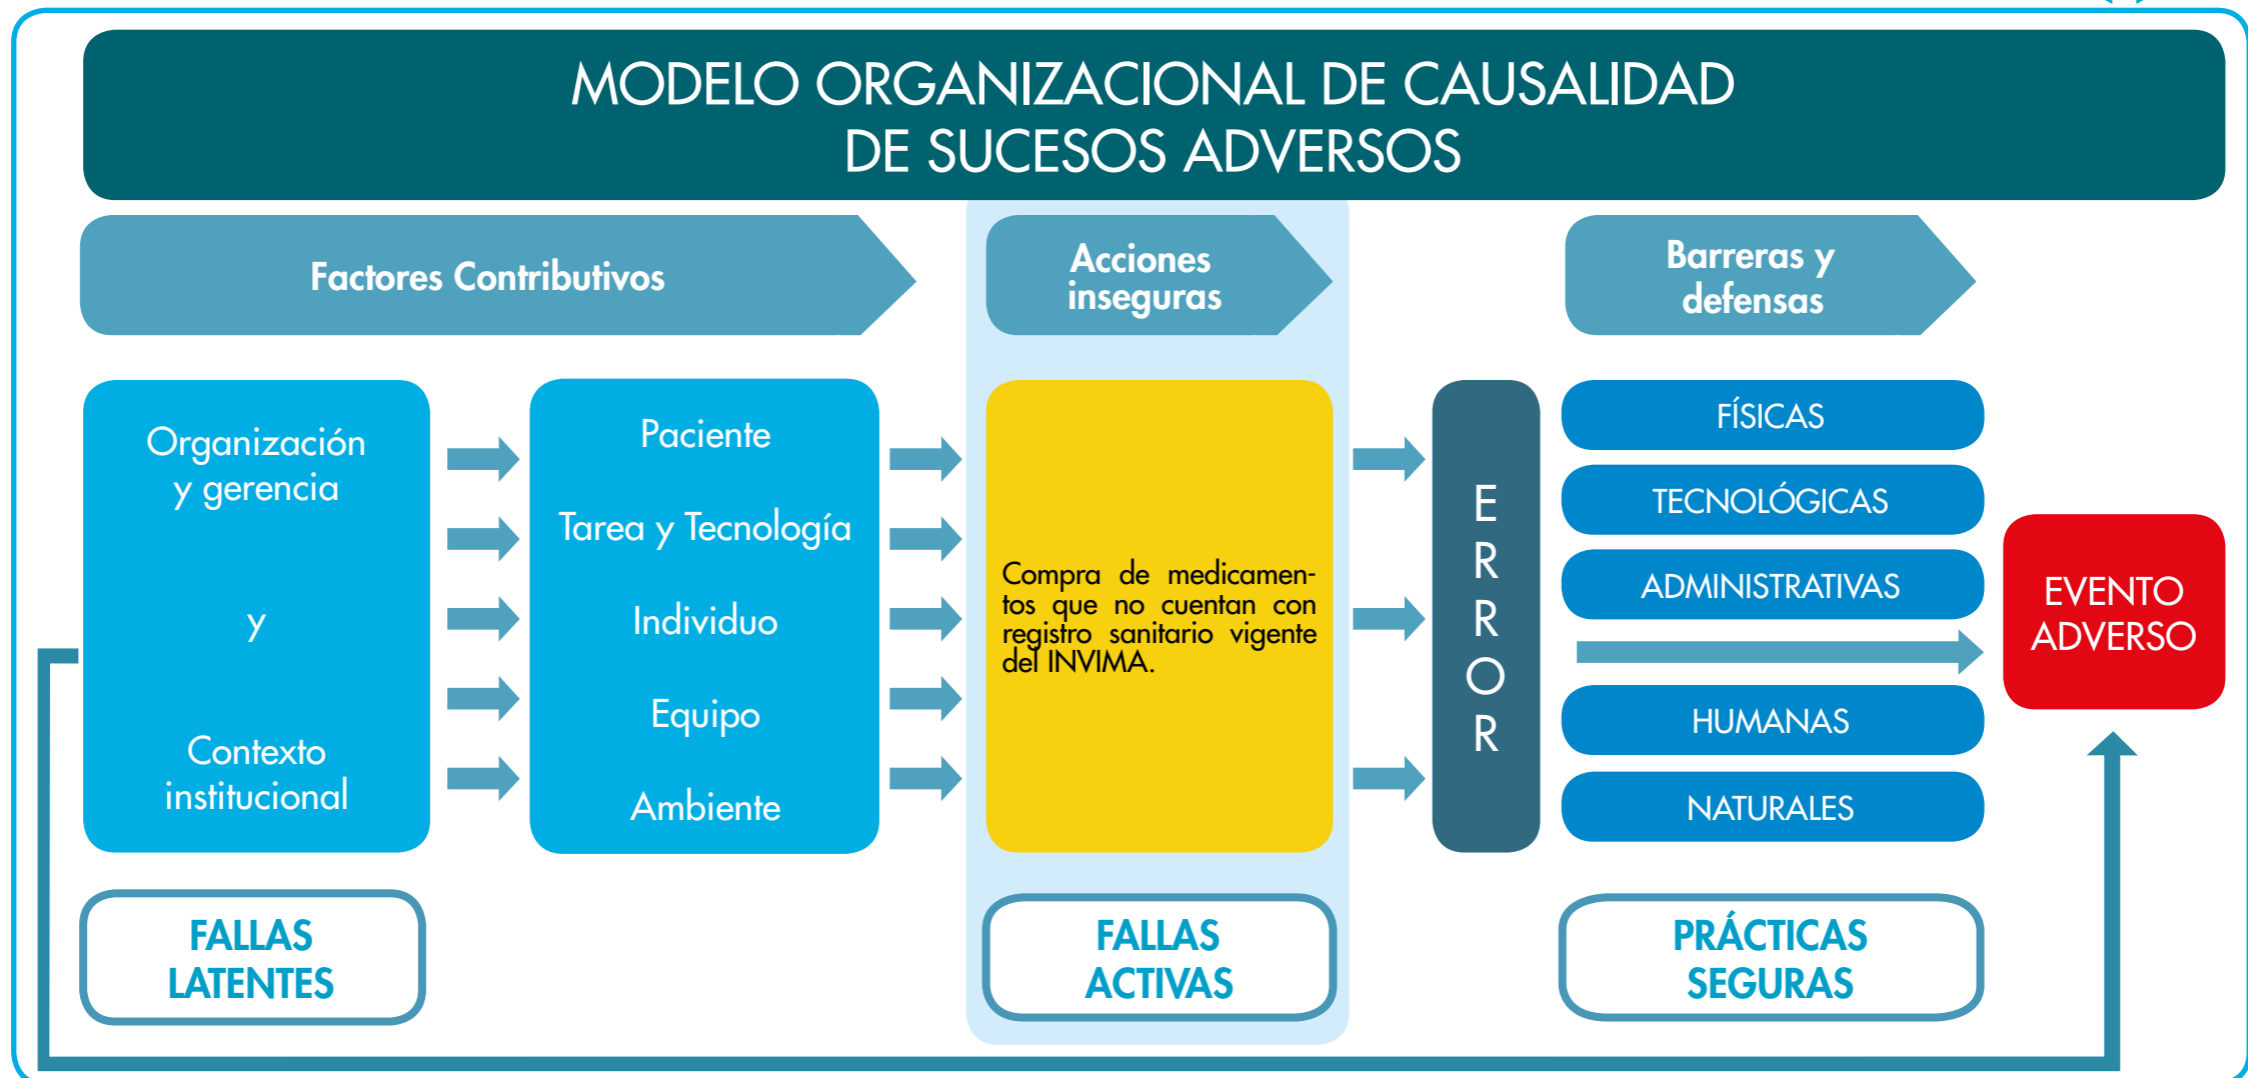 MODELO ORGANIZACIONAL DE CAUSALIDAD
DE SUCESOS ADVERSOS
Factores Contributivos
Acciones
inseguras
Barreras y
defensas
Organización
y gerencia
y
Contexto
institucional
Paciente
Tarea y Tecnología
Individuo
Equipo
Ambiente
Compra de medicamen-
tos que no cuentan con
registro sanitario vigente
del INVIMA.
E
R
R
O
R
FÍSICAS
TECNOLÓGICAS
ADMINISTRATIVAS
HUMANAS
NATURALES
EVENTO
ADVERSO
FALLAS
LATENTES
FALLAS
ACTIVAS
PRÁCTICAS
SEGURAS